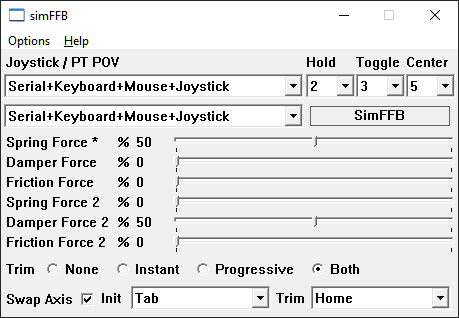 simFFB
Options Help
Joystick / PT POV Hold Toggle Center
Serial+Keyboard+Mouse+Joystick 2 3 5
Serial+Keyboard+Mouse+Joystick SimFFB
Spring Force * % 50
Damper Force % 0
Friction Force % 0
Spring Force 2 % 0
Damper Force 2 % 50
Friction Force 2 % 0
Trim None Instant Progressive Both
Swap Axis Init Tab Trim Home